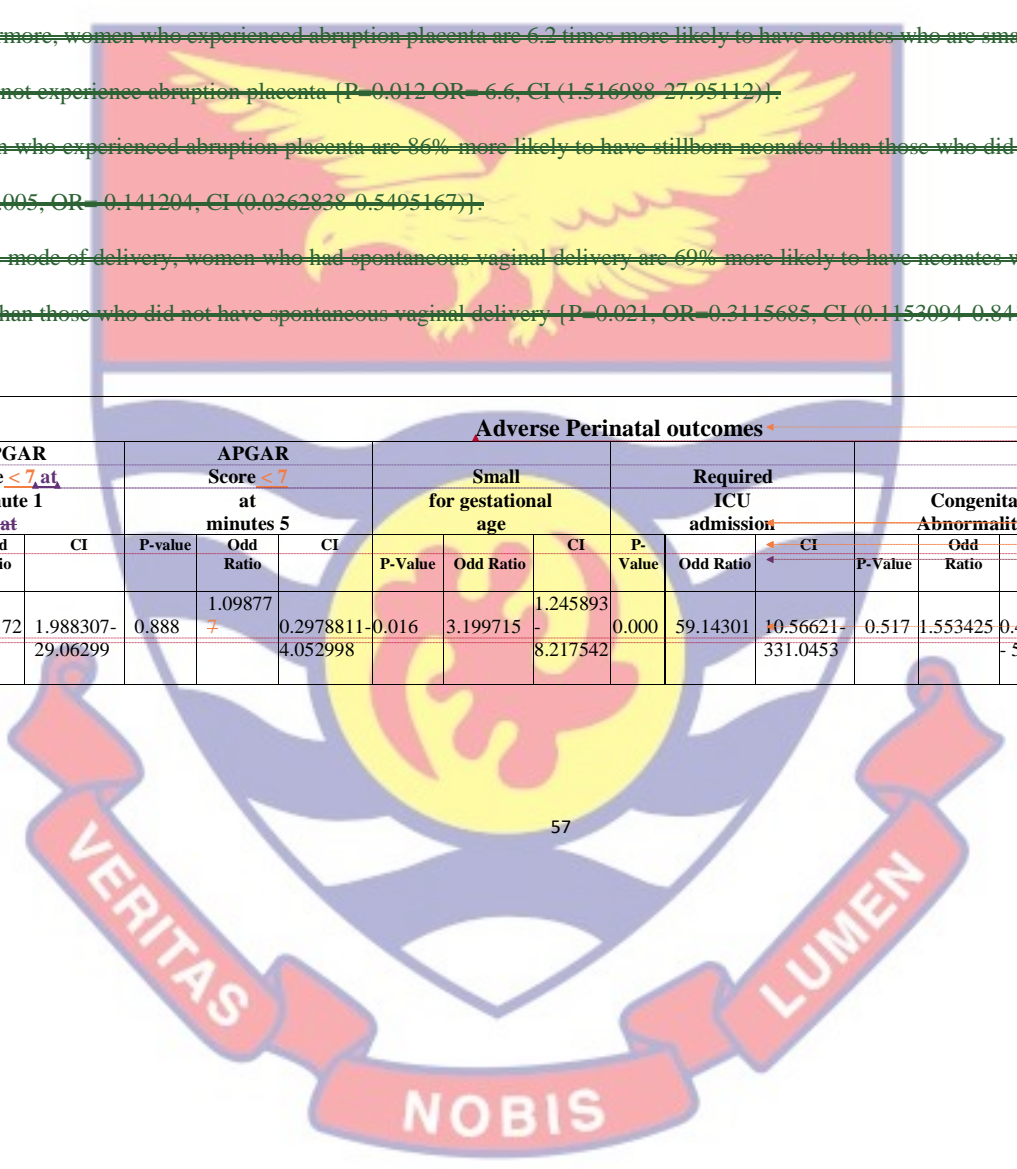 rmore, women who experienced abruption placenta are 6.2 times more likely to have neonates who are sma
not experience abruption placenta {P=0.012 OR= 6.6, CI (1.516988-27.95112)}.
n who experienced abruption placenta are 86% more likely to have stillborn neonates than those who did
.005, OR= 0.141204, CI (0.0362838-0.5495167)}.
mode of delivery, women who had spontaneous vaginal delivery are 69% more likely to have neonates w
han those who did not have spontaneous vaginal delivery {P=0.021, OR=0.3115685, CI (0.1153094-0.84
Adverse Perinatal outcomes
PGAR
e < 7 at
ute 1
at
APGAR
Score < 7
at
minutes 5
Small
for gestational
age
Required
ICU
admission
Congenita
Abnormalit
d
io
CI
P-value
Odd
Ratio
CI
P-Value
Odd Ratio
CI
P-
Value
Odd Ratio
CI
P-Value
Odd
Ratio
72
1.988307-
29.06299
0.888
1.09877
7
0.2978811-
4.052998
0.016
3.199715
1.245893
-
8.217542
0.000
59.14301
10.56621-
331.0453
0.517
1.553425
0.4
- 5
57
VERITAS
NOBIS
LUMEN